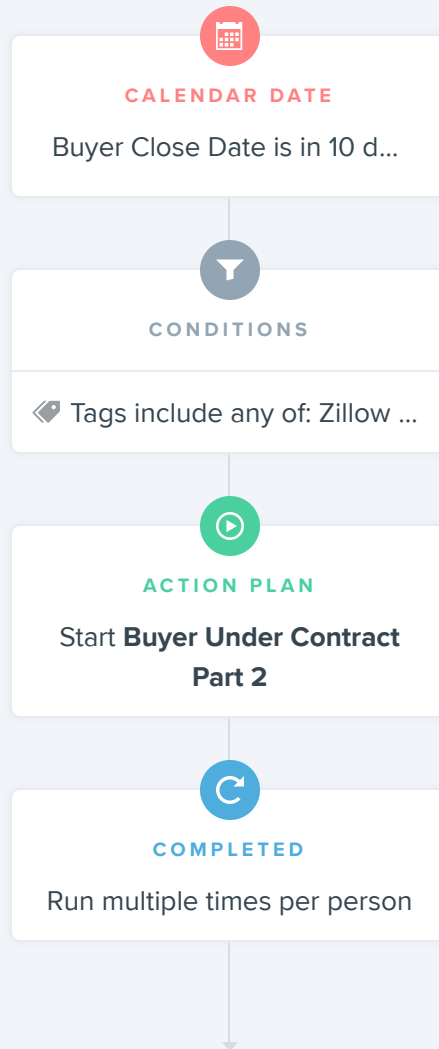 CALENDAR DATE
Buyer Close Date is in 10 d...
CONDITIONS
Tags include any of: Zillow ...
ACTION PLAN
Start Buyer Under Contract
Part 2
COMPLETED
Run multiple times per person